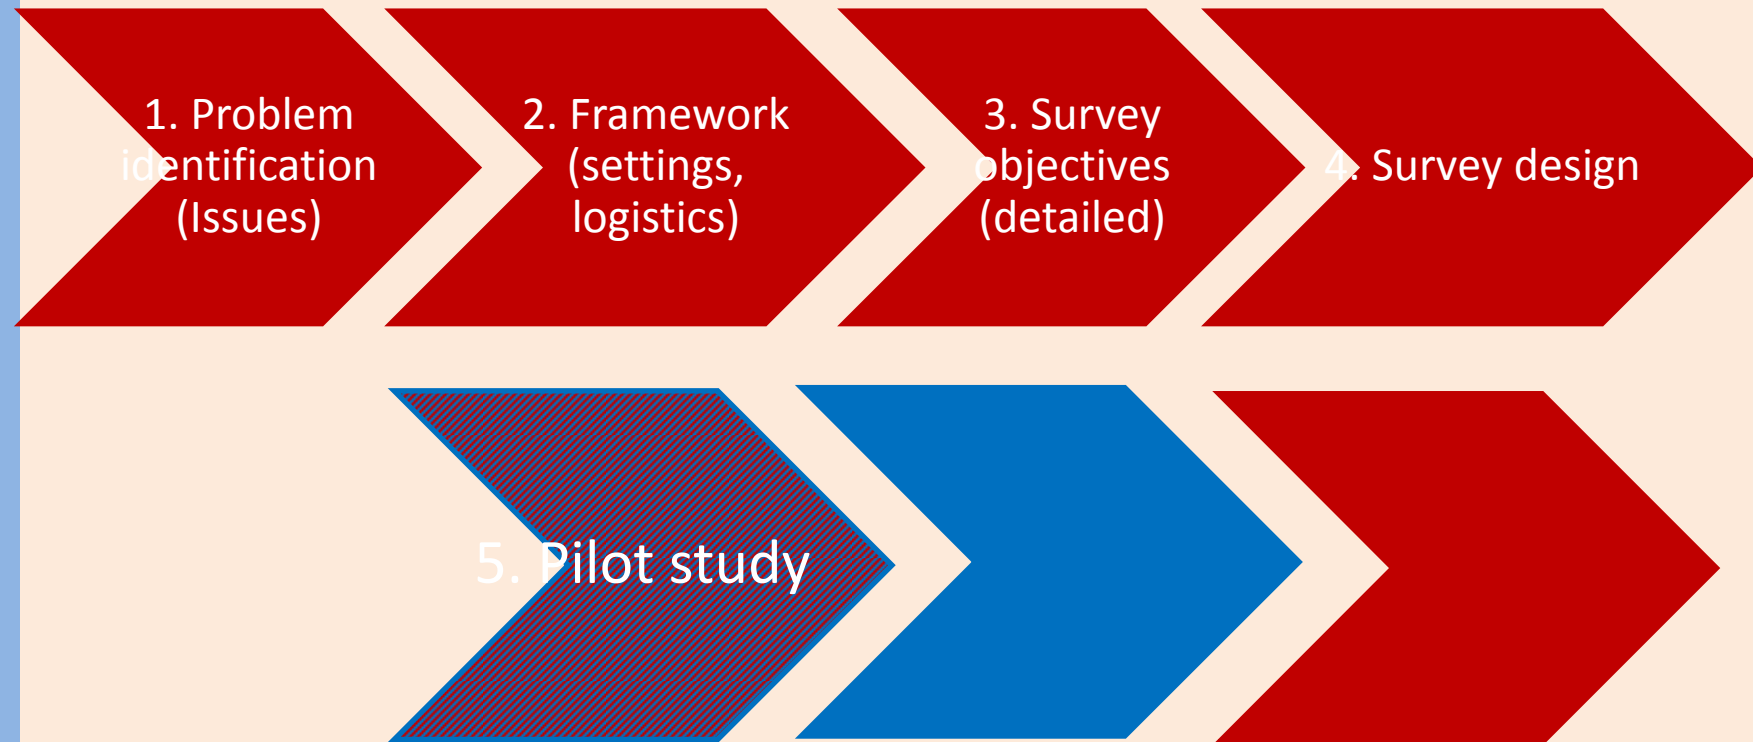 1. Problem
identification
(Issues)
2. Framework
(settings,
logistics)
3. Survey
objectives
(detailed)
4. Survey design
5. Pilot study